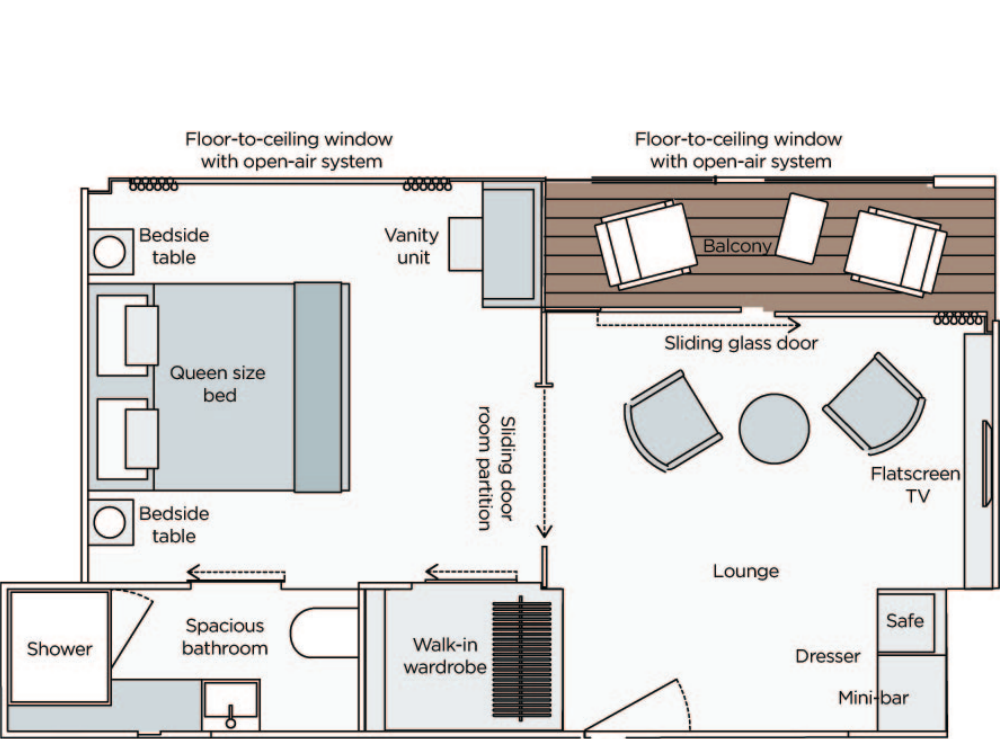 Floor-to-ceiling window
with open-air system
Floor-to-ceiling window
with open-air system
Bedside
table
Vanity
unit
Balcony
Sliding glass door
Queen size
bed
Sliding door
room partition
Flatscreen
TV
Bedside
table
Lounge
Shower
Spacious
bathroom
Walk-in
wardrobe
Safe
Dresser
Mini-bar